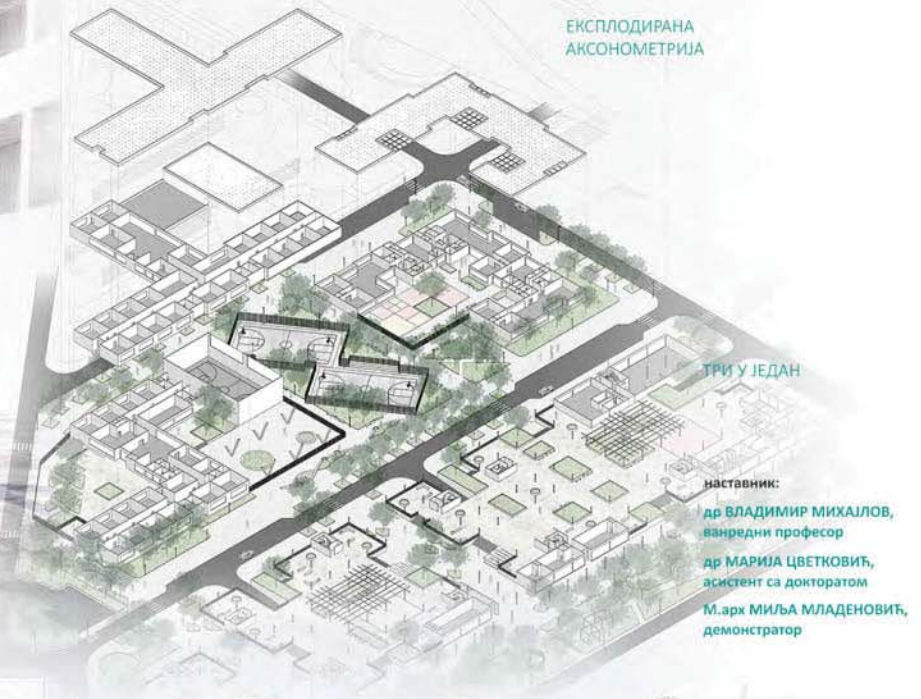 ЕКСПЛОДИРАНА
АКСОНОМЕТРИЈА
ТРИ У ЈЕДАН
наставник:
др ВЛАДИМИР МИХАЈЛОВ,
ванредни професор
др МАРИЈА ЦВЕТКОВИЋ,
асистент са докторатом
М.арх МИЉА МЛАДЕНОВИЋ,
демонстратор